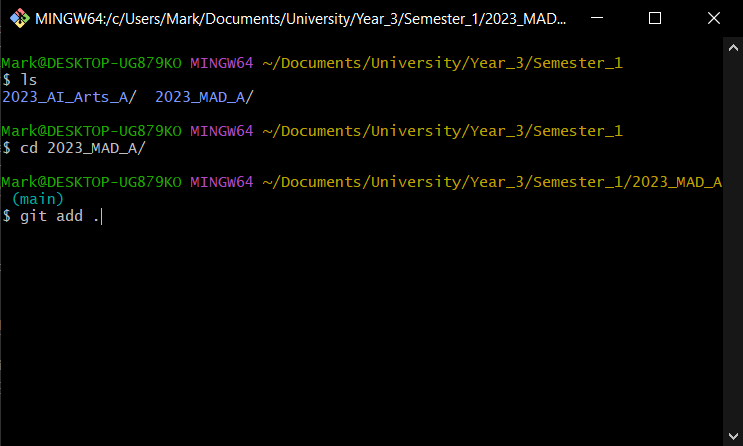 MINGW64:/c/Users/Mark/Documents/University/Year_3/Semester_1/2023_MAD...
Mark@DESKTOP-UG879KO MINGW64 ~/Documents/University/Year_3/Semester_1
$ ls
2023_AI_Arts_A/  2023_MAD_A/
Mark@DESKTOP-UG879KO MINGW64 ~/Documents/University/Year_3/Semester_1
$ cd 2023_MAD_A/
Mark@DESKTOP-UG879KO MINGW64 ~/Documents/University/Year_3/Semester_1/2023_MAD_A
(main)
$ git add .